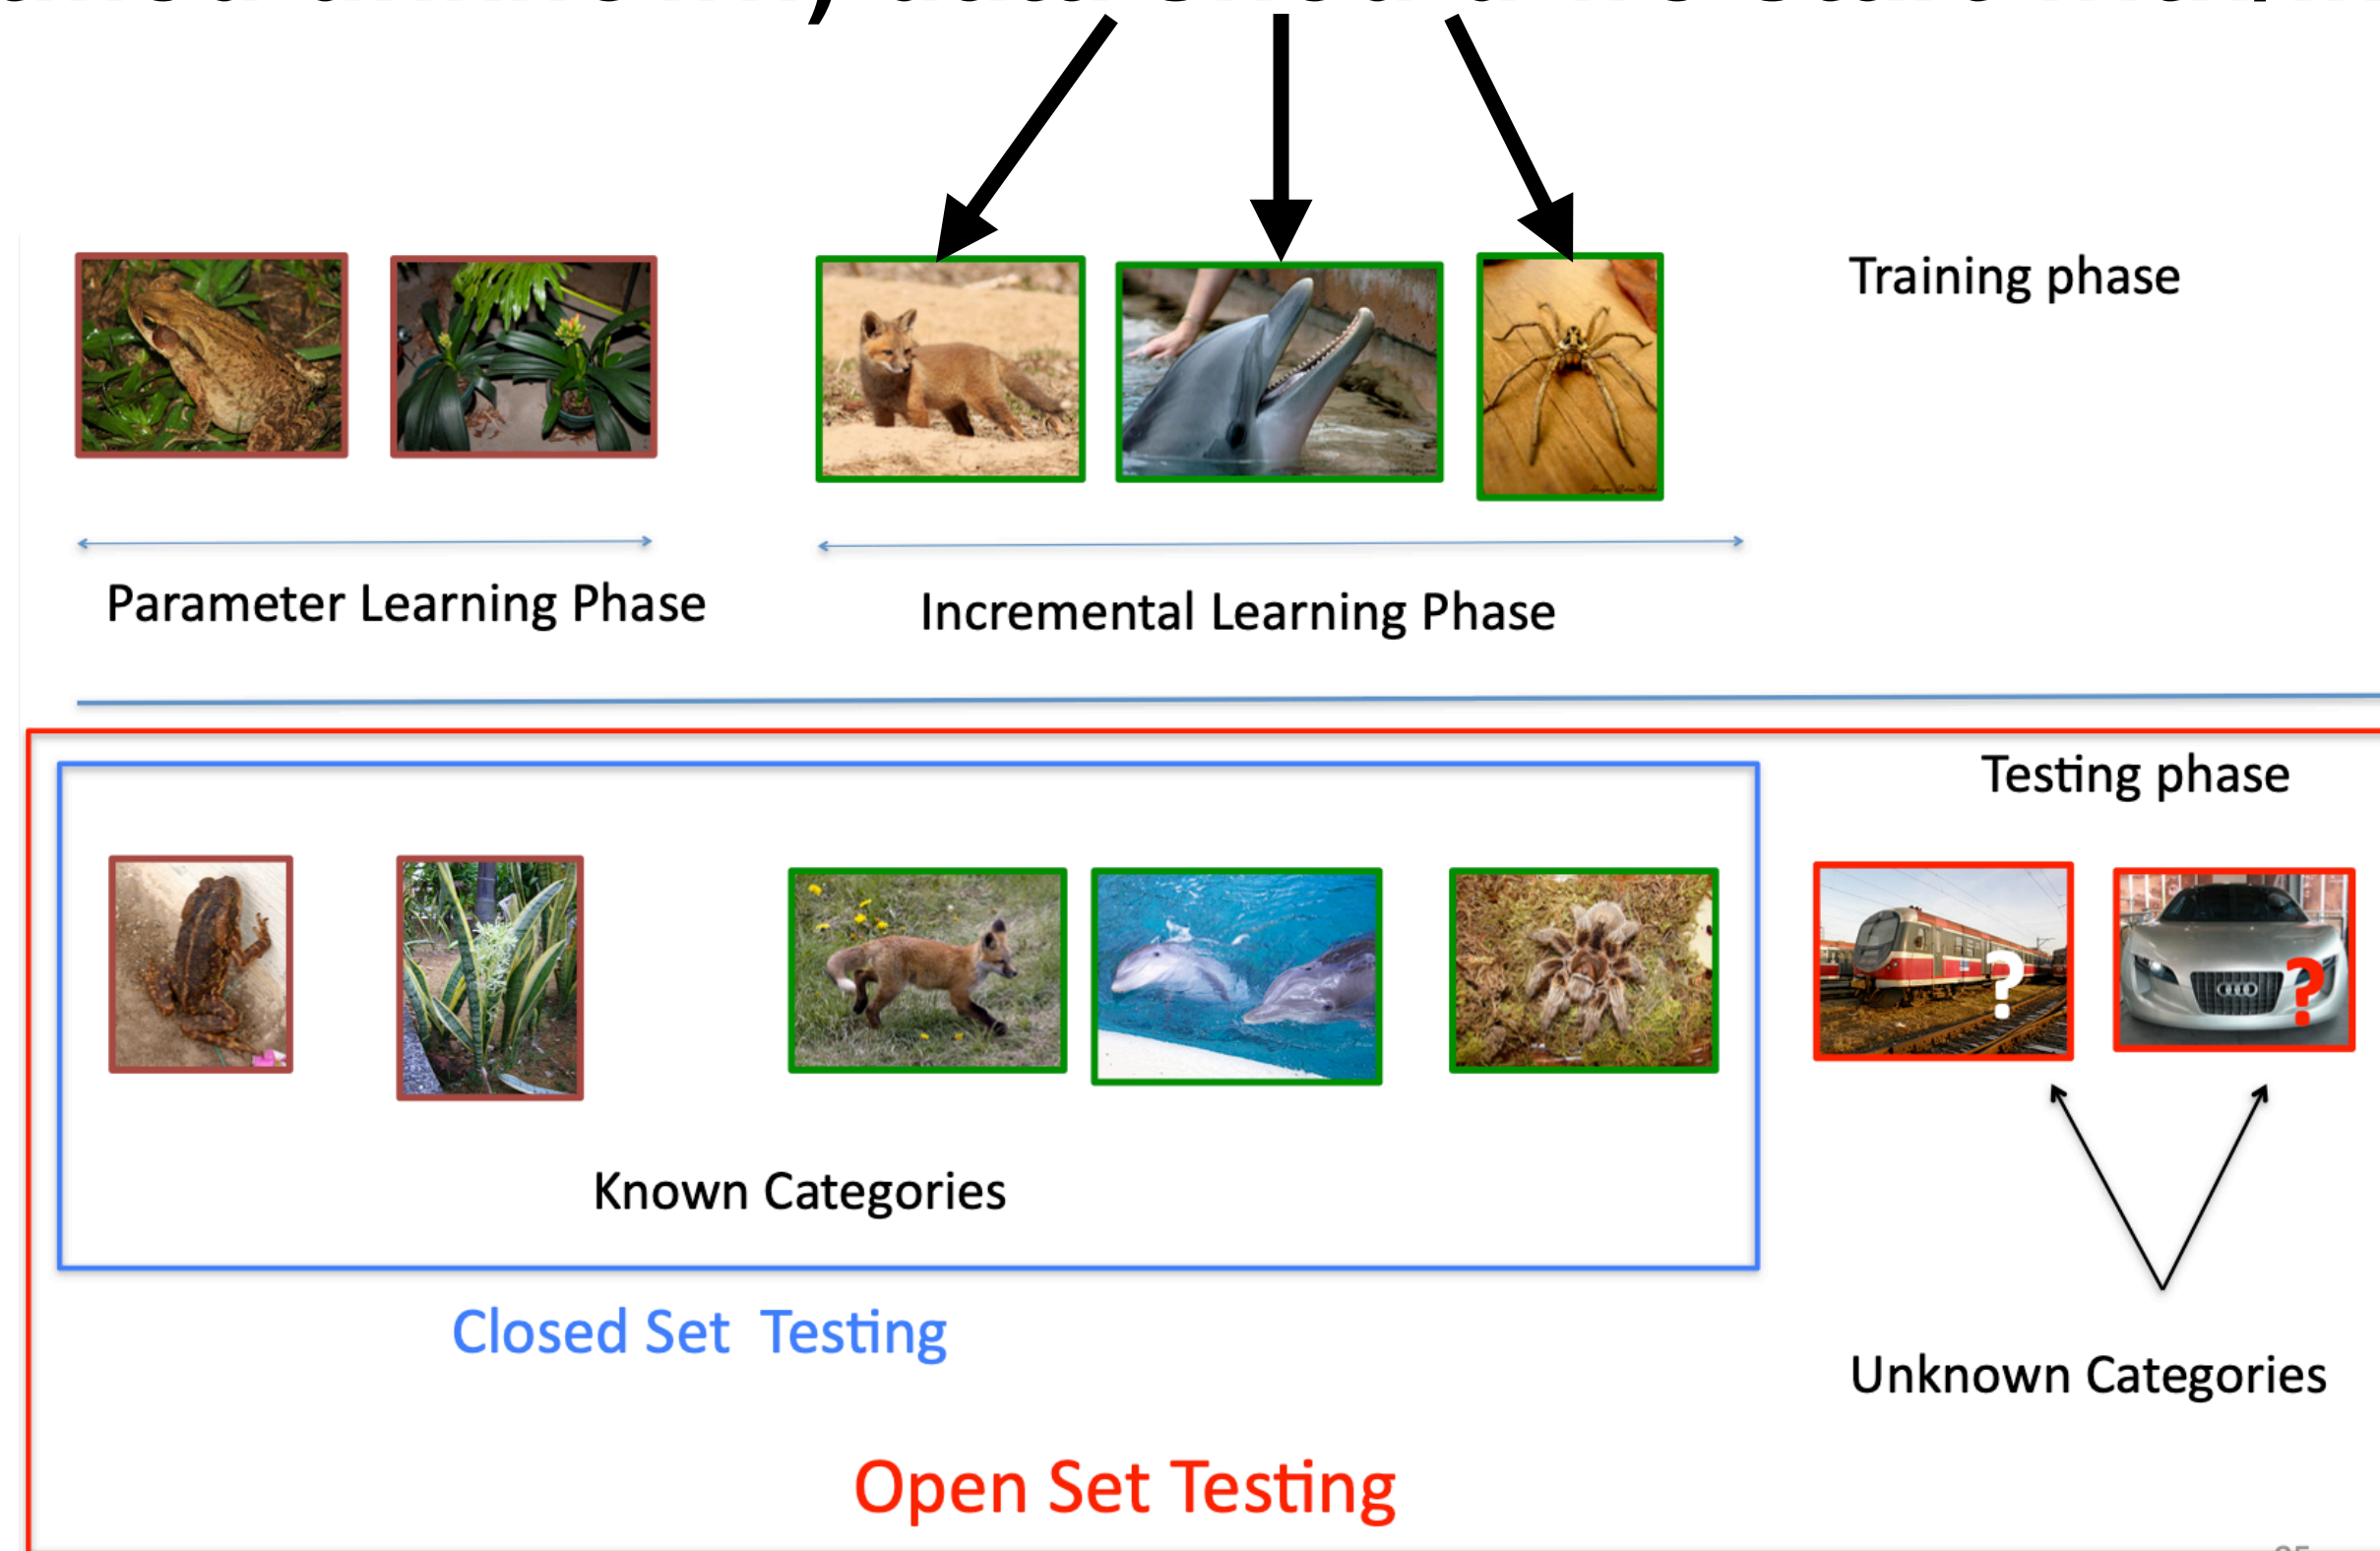 Training phase
Parameter Learning Phase
Incremental Learning Phase
Testing phase
?
?
Known Categories
Closed Set Testing
Unknown Categories
Open Set Testing